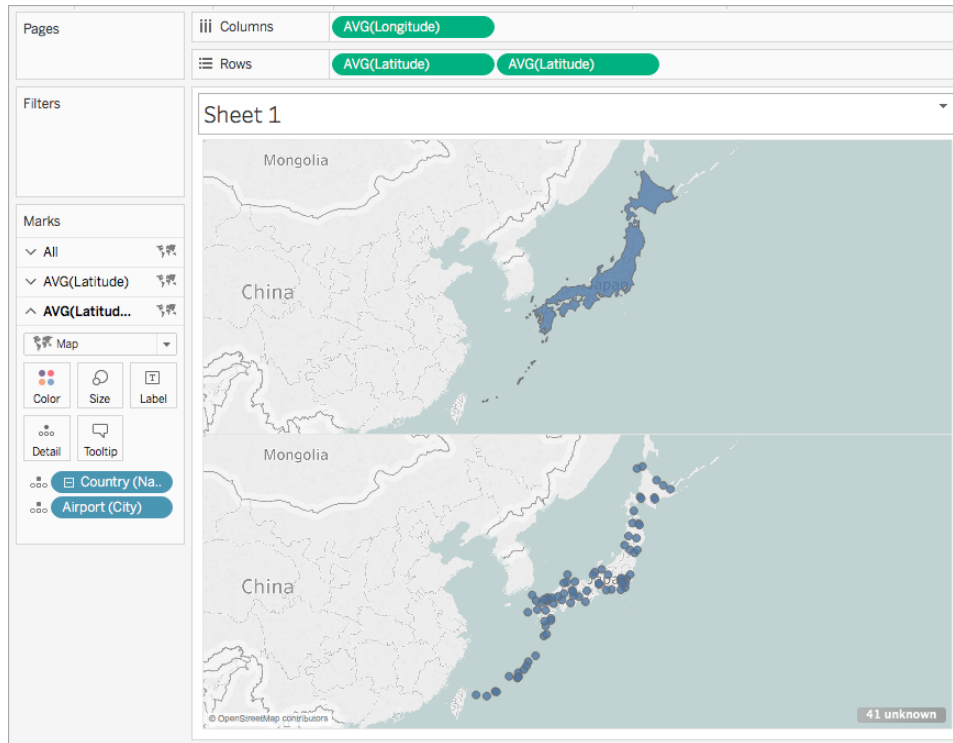 Pages
Columns AVG(Longitude)
Rows AVG(Latitude) AVG(Latitude)
Filters
Sheet 1
Mongolia
China
Japan
Marks
All
AVG(Latitude)
AVG(Latitud...
Map
Color Size Label
T
Detail Tooltip
Country (Na..
Airport (City)
Mongolia
China
Japan
© OpenStreetMap contributors
41 unknown